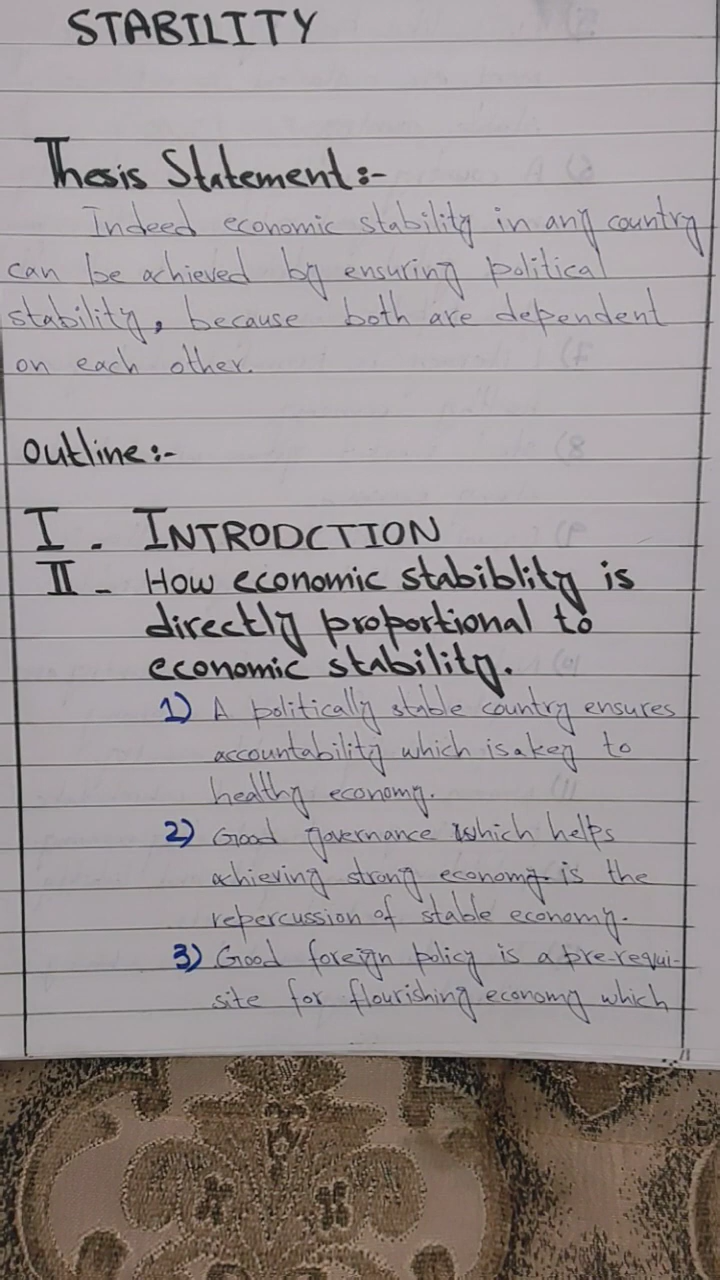 STABILITY
Thesis Statement:-
Indeed economic stability in any country
can be achieved by ensuring political
stability, because both are dependent
on each other.
Outline:-
I. INTRODCTION
II- How economic stabiblity is
directly proportional to
economic stability.
1) A politically stable country ensures
accountability which is a key to
healthy economy.
2) Good governance which helps
achieving strong economy is the
repercussion of stable economy.
3) Good foreign policy is a pre-requi-
site for flourishing economy which